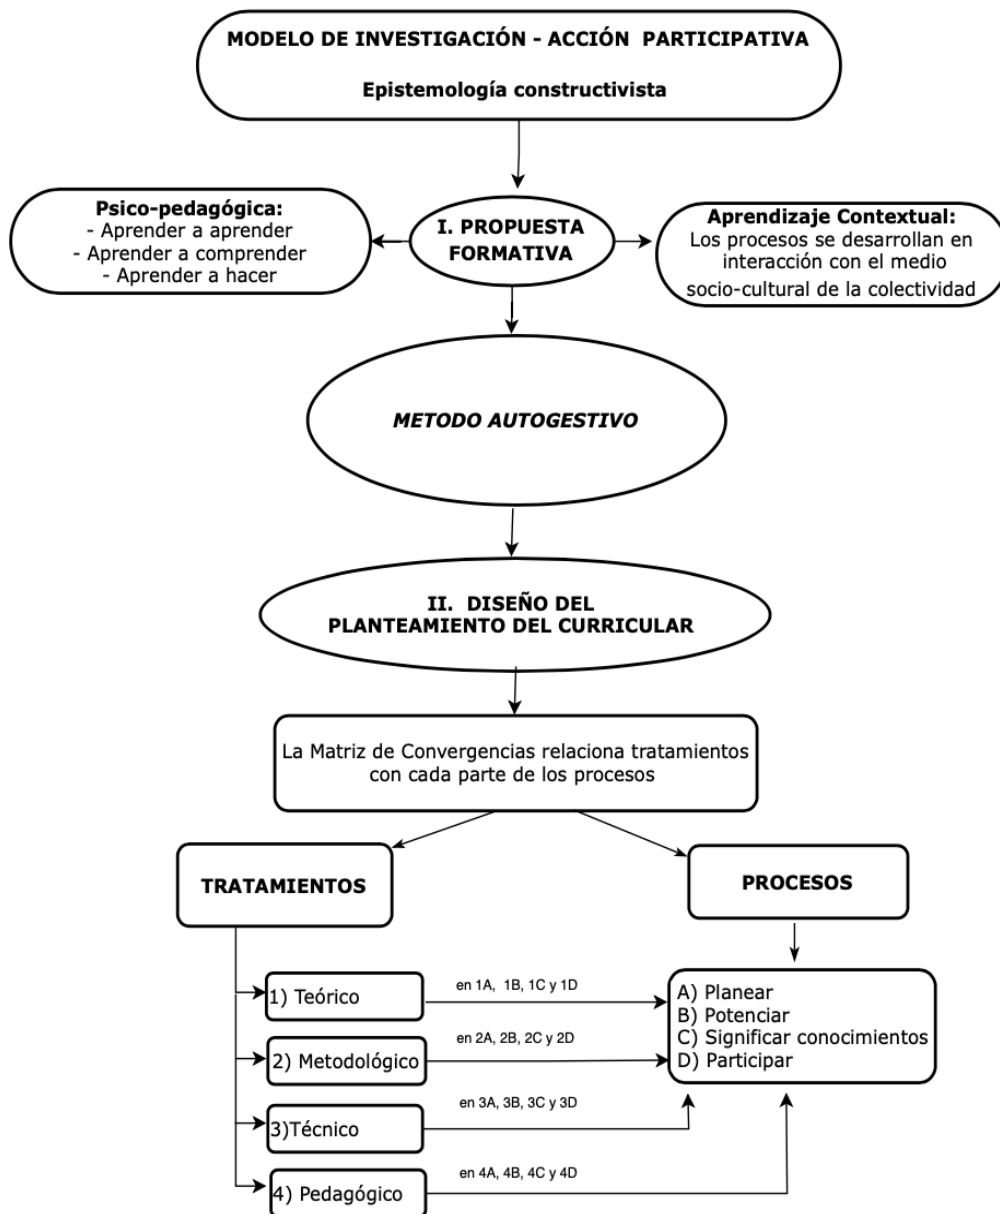 MODELO DE INVESTIGACIÓN - ACCIÓN PARTICIPATIVA
Epistemología constructivista
Psico-pedagógica:
- Aprender a aprender
- Aprender a comprender
- Aprender a hacer
I. PROPUESTA
FORMATIVA
Aprendizaje Contextual:
Los procesos se desarrollan en
interacción con el medio
socio-cultural de la colectividad
METODO AUTOGESTIVO
II. DISEÑO DEL
PLANTEAMIENTO DEL CURRICULAR
La Matriz de Convergencias relaciona tratamientos
con cada parte de los procesos
TRATAMIENTOS
PROCESOS
1) Teórico
en 1A, 1B, 1C y 1D
2) Metodológico
en 2A, 2B, 2C y 2D
3)Técnico
en 3A, 3B, 3C y 3D
4) Pedagógico
en 4A, 4B, 4C y 4D
A) Planear
B) Potenciar
C) Significar conocimientos
D) Participar